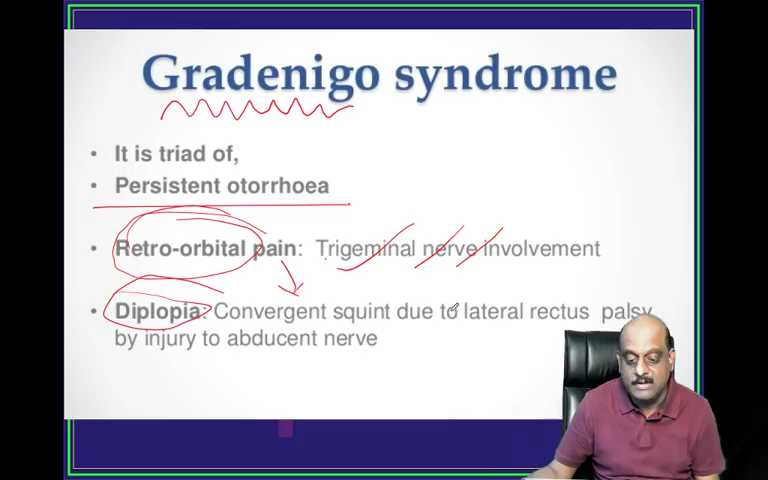 Gradenigo syndrome
• It is triad of,
• Persistent otorrhoea
• Retro-orbital pain: Trigeminal nerve involvement
• Diplopia: Convergent squint due to lateral rectus palsy
by injury to abducent nerve